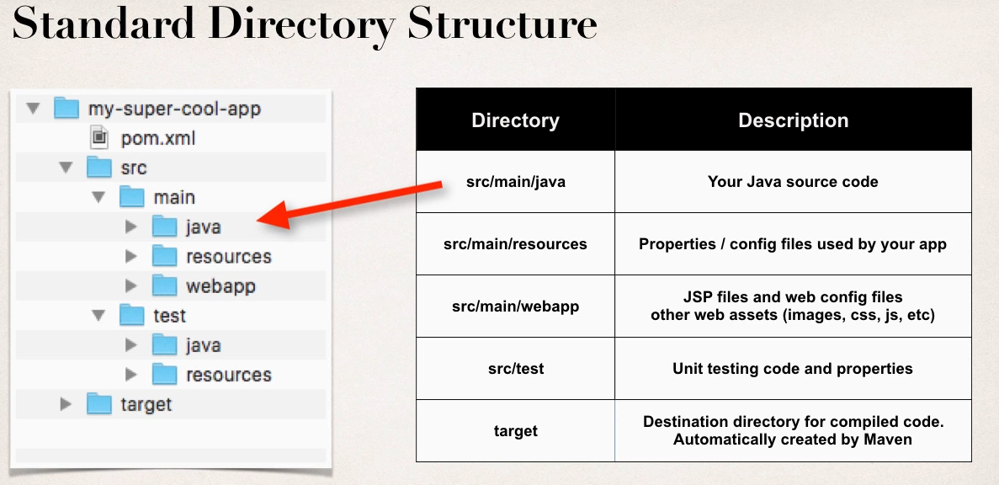 Standard Directory Structure
my-super-cool-app
pom.xml
src
main
java
resources
webapp
test
java
resources
target
Directory
Description
src/main/java
Your Java source code
src/main/resources
Properties / config files used by your app
src/main/webapp
JSP files and web config files
other web assets (images, css, js, etc)
src/test
Unit testing code and properties
target
Destination directory for compiled code.
Automatically created by Maven